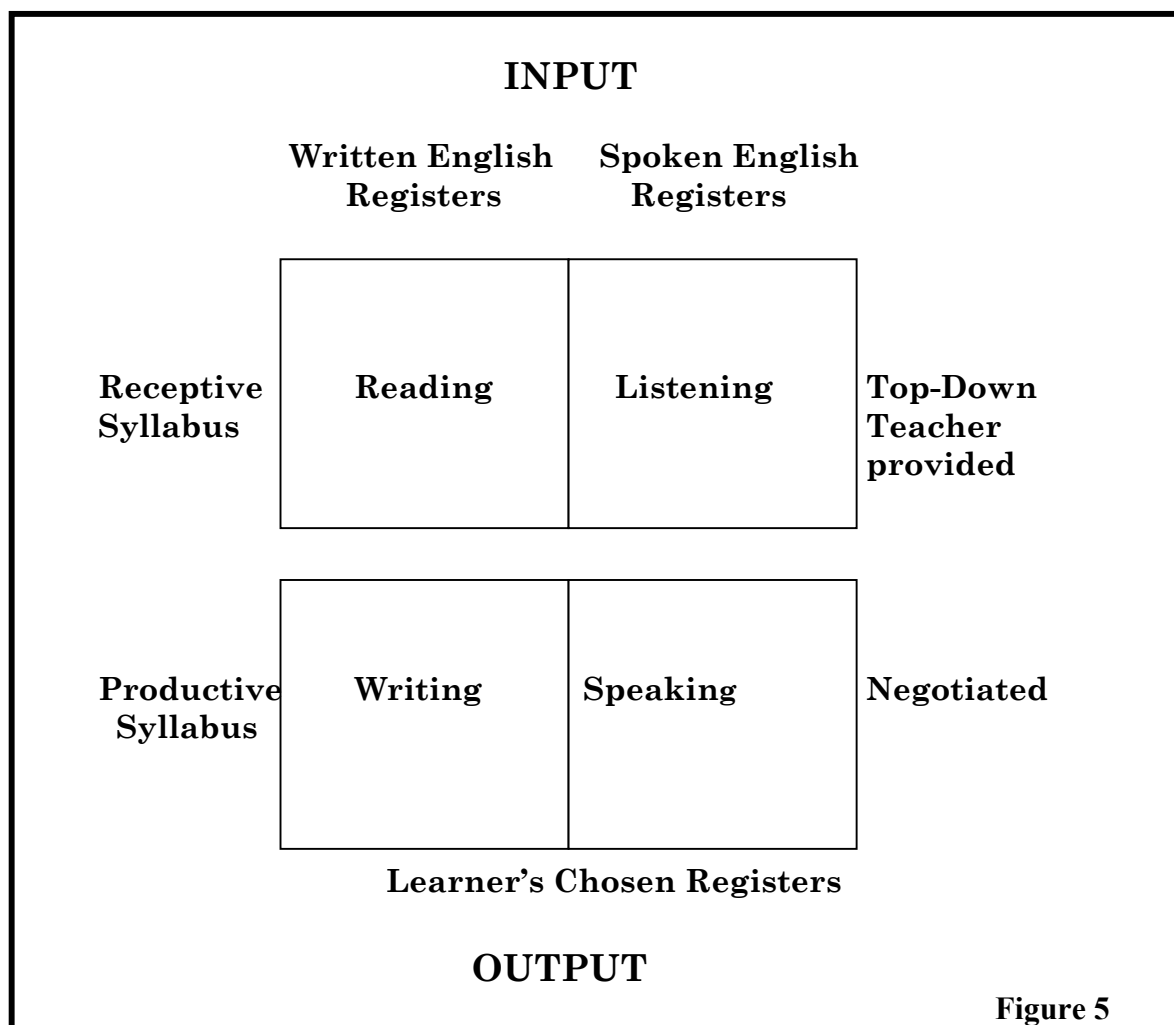 INPUT
Written English Spoken English
Registers Registers
Receptive Reading Listening Top-Down
Syllabus Teacher
provided
Productive Writing Speaking Negotiated
Syllabus
Learner’s Chosen Registers
OUTPUT
Figure 5